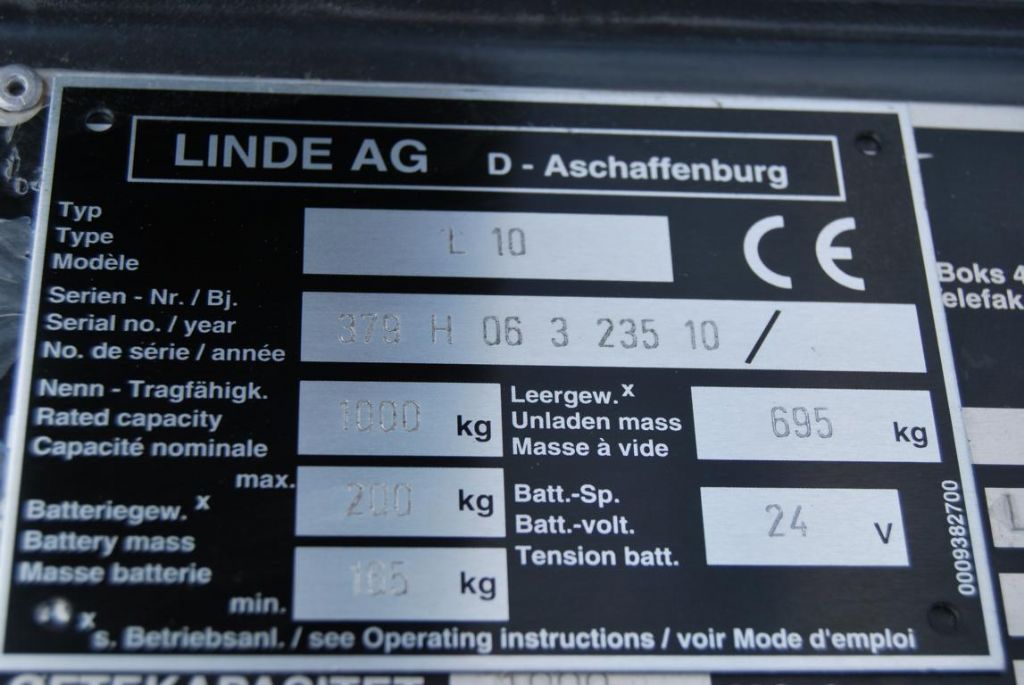 LINDE AG D - Aschaffenburg
Typ
Type
Modèle
L 10
CE
Serien - Nr. / Bj.
Serial no. / year
No. de série / année
379 H 06 3 235 10 /
Nenn - Tragfähigk.
Rated capacity
Capacité nominale
1000 kg
Leergew. x
Unladen mass
Masse à vide
695 kg
max.
200 kg
Batteriegew. x
Battery mass
Masse batterie
min.
165 kg
Batt.-Sp.
Batt.-volt.
Tension batt.
24 V
0009382700
x s. Betriebsanl. / see Operating instructions / voir Mode d'emploi
Boks 4
elefak
L